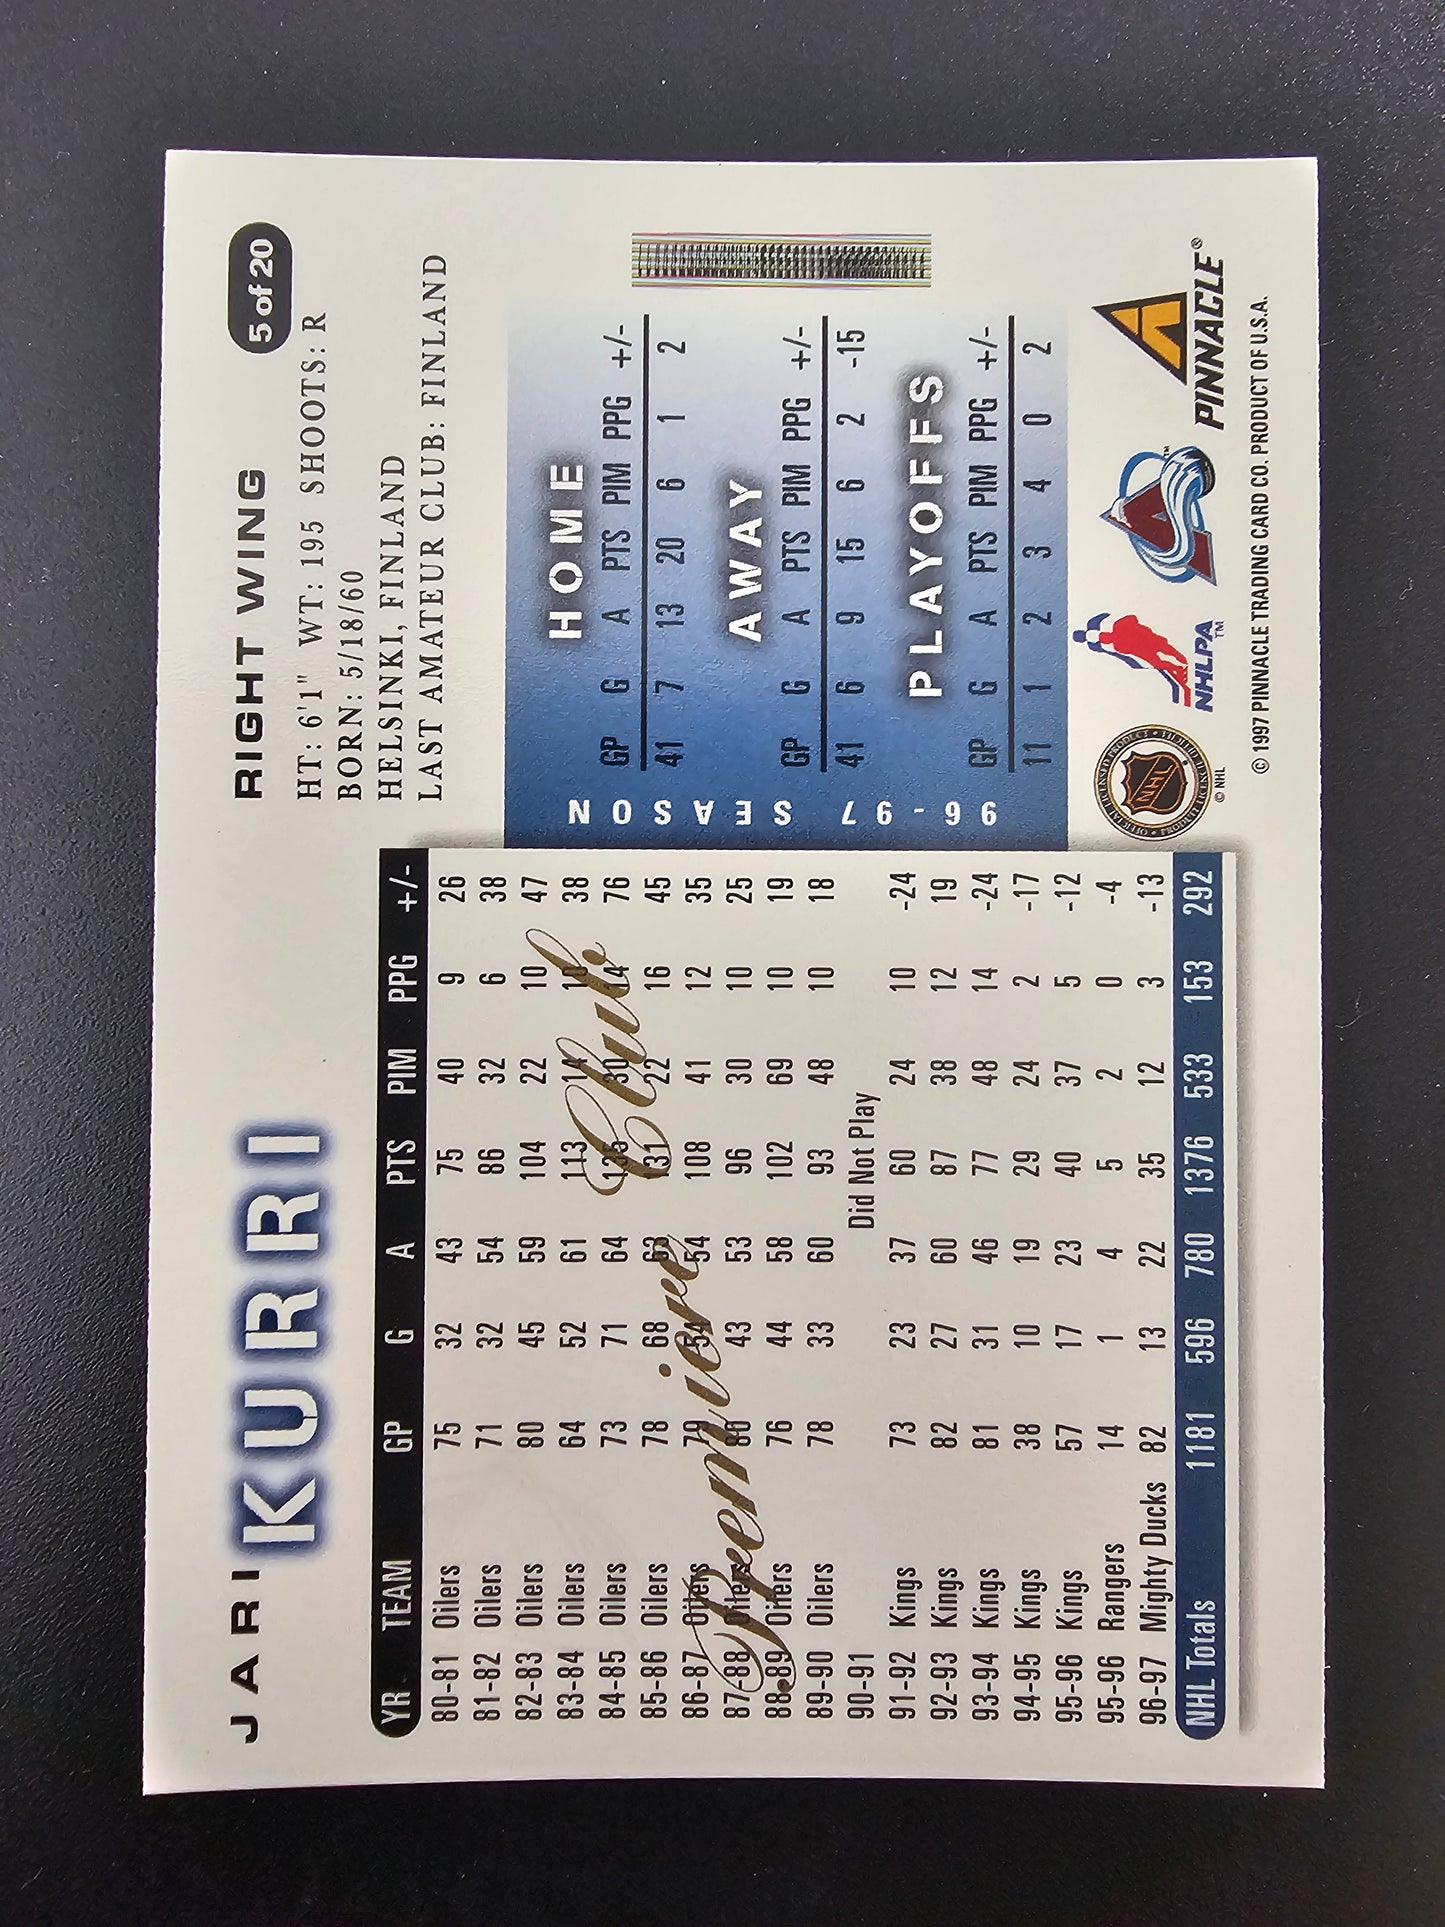 JARI KURRI
RIGHT WING 5 of 20
HT: 6'1" WT: 195 SHOOTS: R
BORN: 5/18/60
HELSINKI, FINLAND
LAST AMATEUR CLUB: FINLAND
YR TEAM GP G A PTS PIM PPG +/-
80-81 Oilers 75 32 43 75 40 9 26
81-82 Oilers 71 32 54 86 32 6 38
82-83 Oilers 80 45 59 104 22 10 47
83-84 Oilers 64 52 61 113 14 10 38
84-85 Oilers 73 71 64 135 30 14 76
85-86 Oilers 78 68 63 131 22 16 45
86-87 Oilers 79 54 54 108 41 12 35
87-88 Oilers 80 43 53 96 30 10 25
88-89 Oilers 76 44 58 102 69 10 19
89-90 Oilers 78 33 60 93 48 10 18
90-91 Did Not Play
91-92 Kings 73 23 37 60 24 10 -24
92-93 Kings 82 27 60 87 38 12 19
93-94 Kings 81 31 46 77 48 14 -24
94-95 Kings 38 10 19 29 24 2 -17
95-96 Kings 57 17 23 40 37 5 -12
95-96 Rangers 14 1 4 5 2 0 -4
96-97 Mighty Ducks 82 13 22 35 12 3 -13
NHL Totals 1181 596 780 1376 533 153 292
Premiere Club
96-97 SEASON
HOME
GP G A PTS PIM PPG +/-
41 7 13 20 6 1 2
AWAY
GP G A PTS PIM PPG +/-
41 6 9 15 6 2 -15
PLAYOFFS
GP G A PTS PIM PPG +/-
11 1 2 3 4 0 2
OFFICIAL LICENSED PRODUCT
NHL
© NHL
NHLPA™
A ™
PINNACLE®
© 1997 PINNACLE TRADING CARD CO. PRODUCT OF U.S.A.